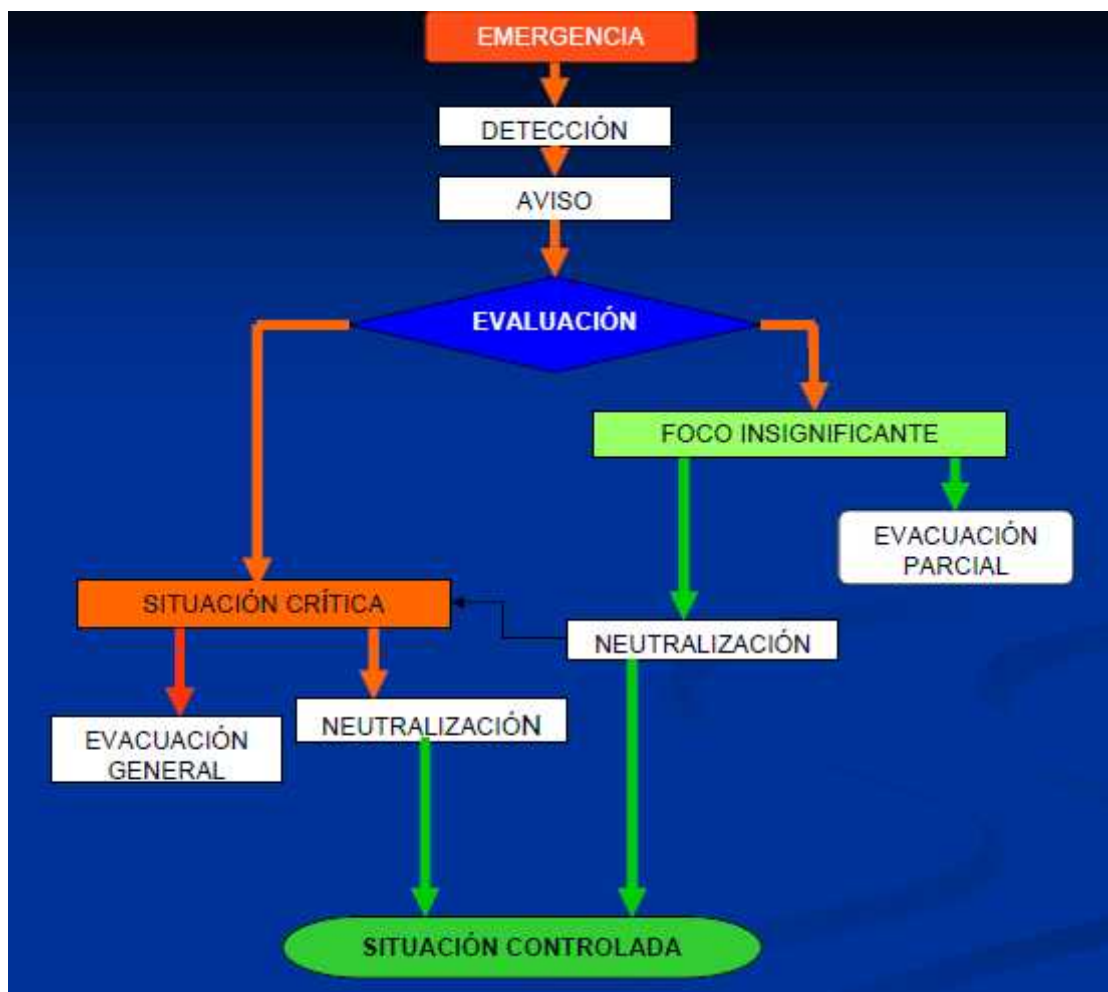 EMERGENCIA
DETECCIÓN
AVISO
EVALUACIÓN
FOCO INSIGNIFICANTE
EVACUACIÓN
PARCIAL
SITUACIÓN CRÍTICA
NEUTRALIZACIÓN
NEUTRALIZACIÓN
EVACUACIÓN
GENERAL
SITUACIÓN CONTROLADA